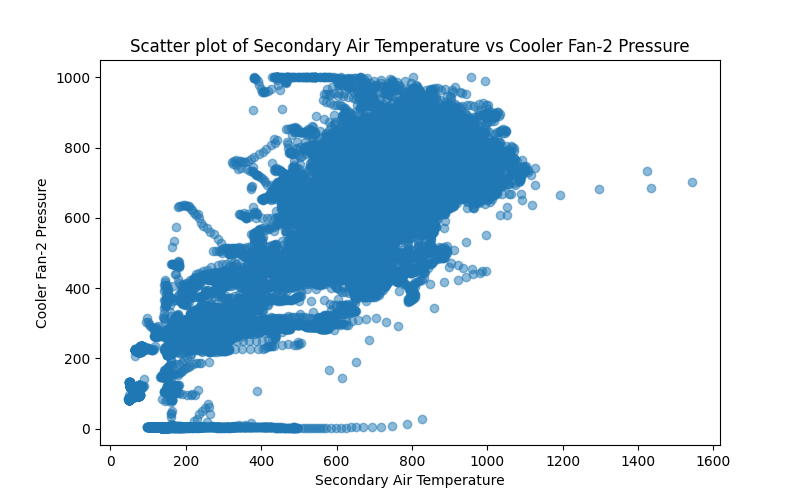 Scatter plot of Secondary Air Temperature vs Cooler Fan-2 Pressure
1000
800
600
400
200
0
Cooler Fan-2 Pressure
0 200 400 600 800 1000 1200 1400 1600
Secondary Air Temperature